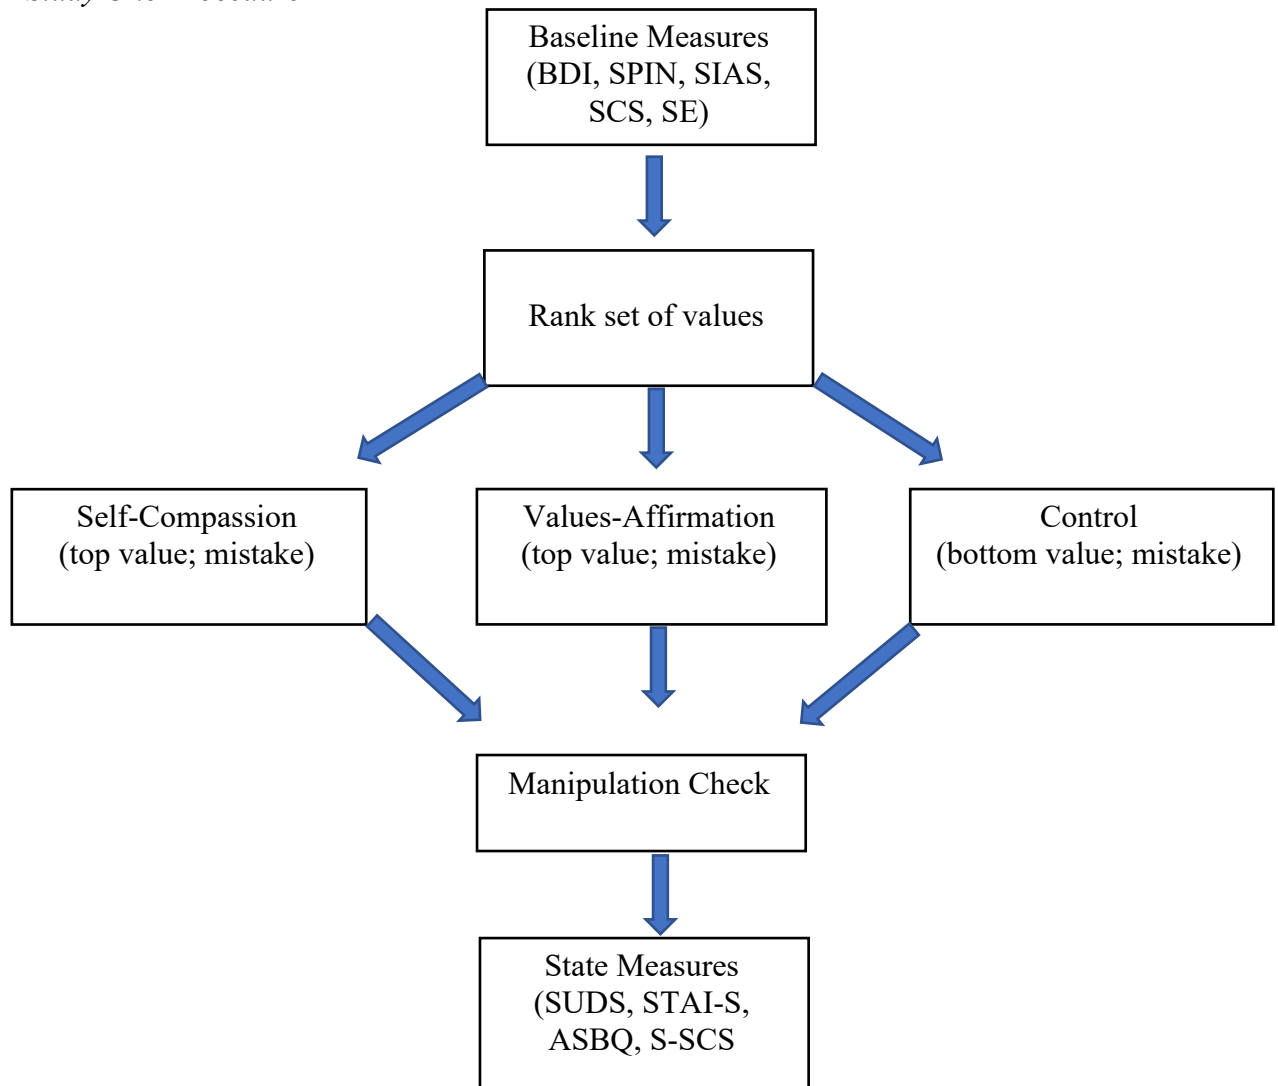 Baseline Measures
(BDI, SPIN, SIAS,
SCS, SE)
Rank set of values
Self-Compassion
(top value; mistake)
Values-Affirmation
(top value; mistake)
Control
(bottom value; mistake)
Manipulation Check
State Measures
(SUDS, STAI-S,
ASBQ, S-SCS